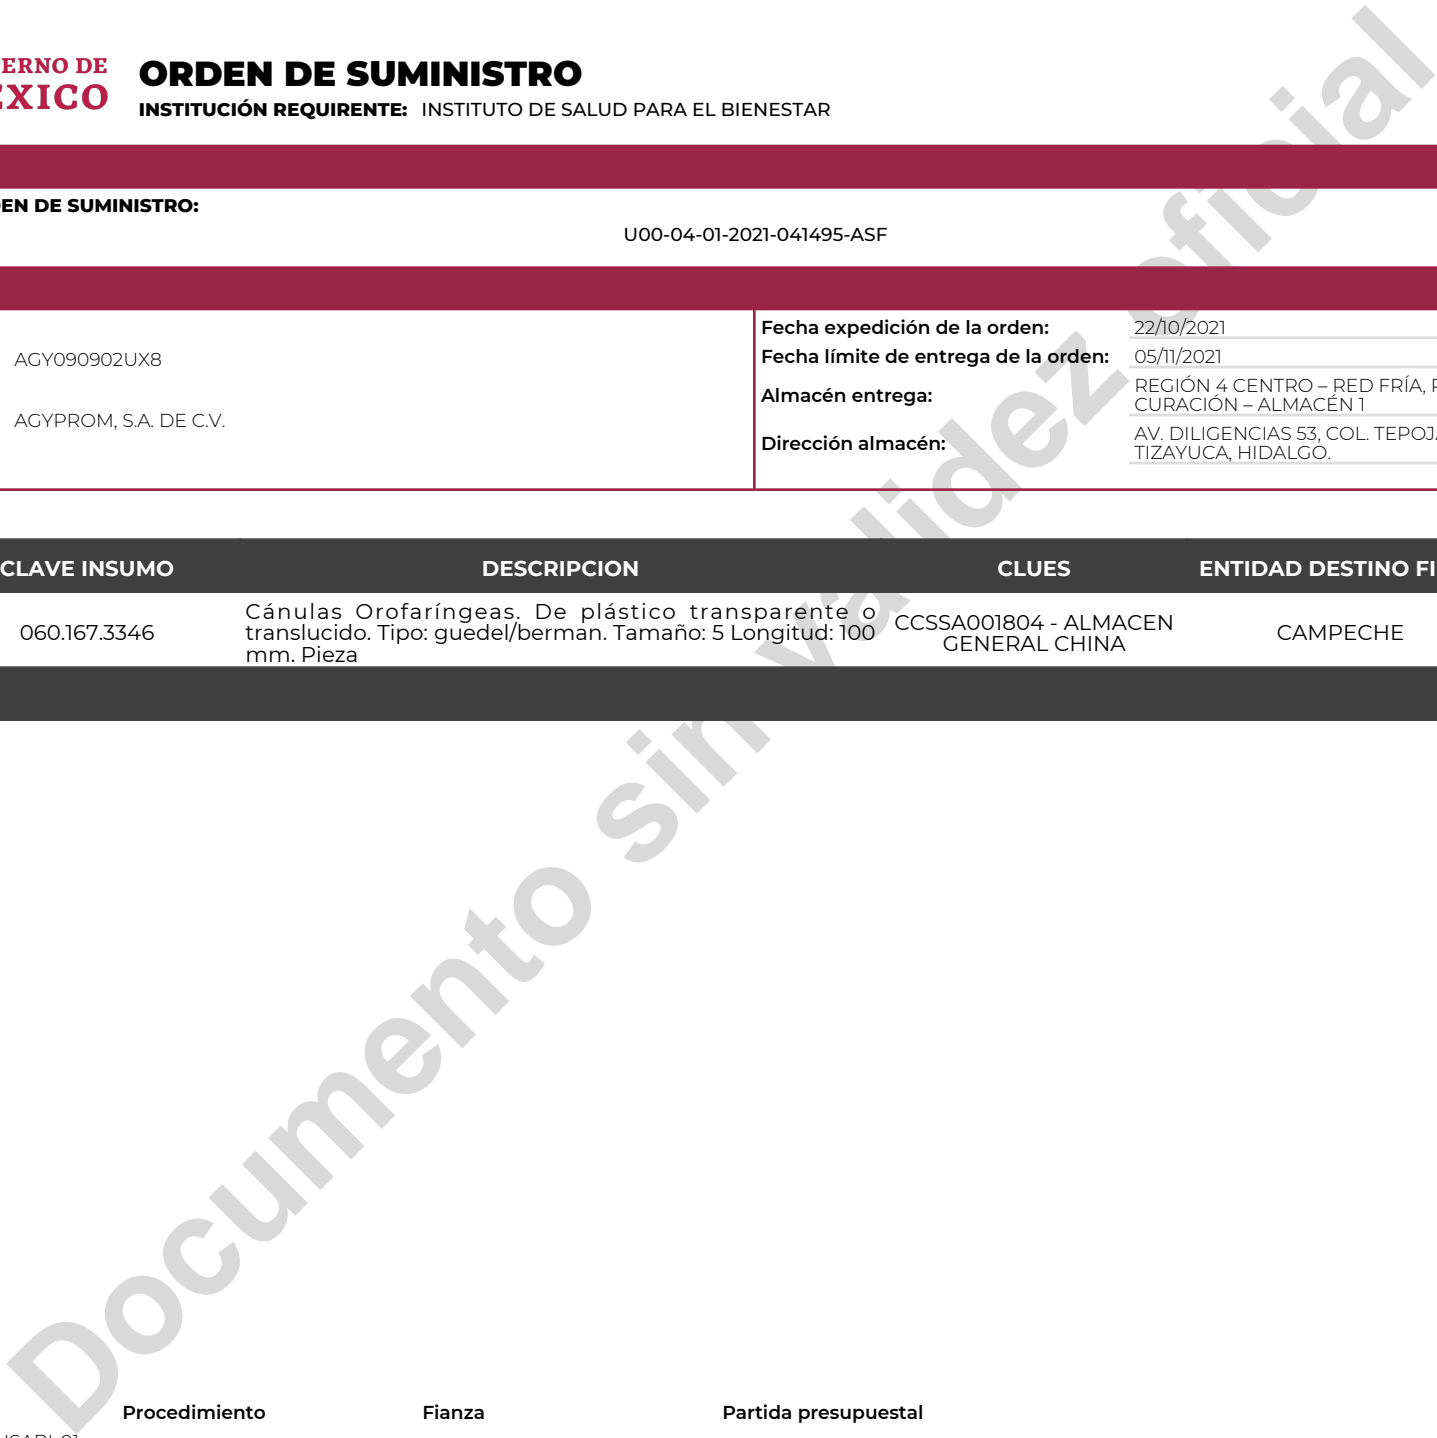 ERNO DE
ORDEN DE SUMINISTRO
EXICO
INSTITUCIÓN REQUIRENTE: INSTITUTO DE SALUD PARA EL BIENESTAR
EN DE SUMINISTRO:
U00-04-01-2021-041495-ASF
Fecha expedición de la orden: 22/10/2021
AGY090902UX8
Fecha límite de entrega de la orden: 05/11/2021
Almacén entrega: REGIÓN 4 CENTRO – RED FRÍA,
CURACIÓN – ALMACÉN 1
AGYPROM, S.A. DE C.V.
Dirección almacén: AV. DILIGENCIAS 53, COL. TEPOJ
TIZAYUCA, HIDALGO.
CLAVE INSUMO DESCRIPCION CLUES ENTIDAD DESTINO FI
060.167.3346
Cánulas Orofaríngeas. De plástico transparente o
translucido. Tipo: guedel/berman. Tamaño: 5 Longitud: 100
mm. Pieza
CCSSA001804 - ALMACEN
GENERAL CHINA
CAMPECHE
Documento sin validez oficial
Procedimiento Fianza Partida presupuestal